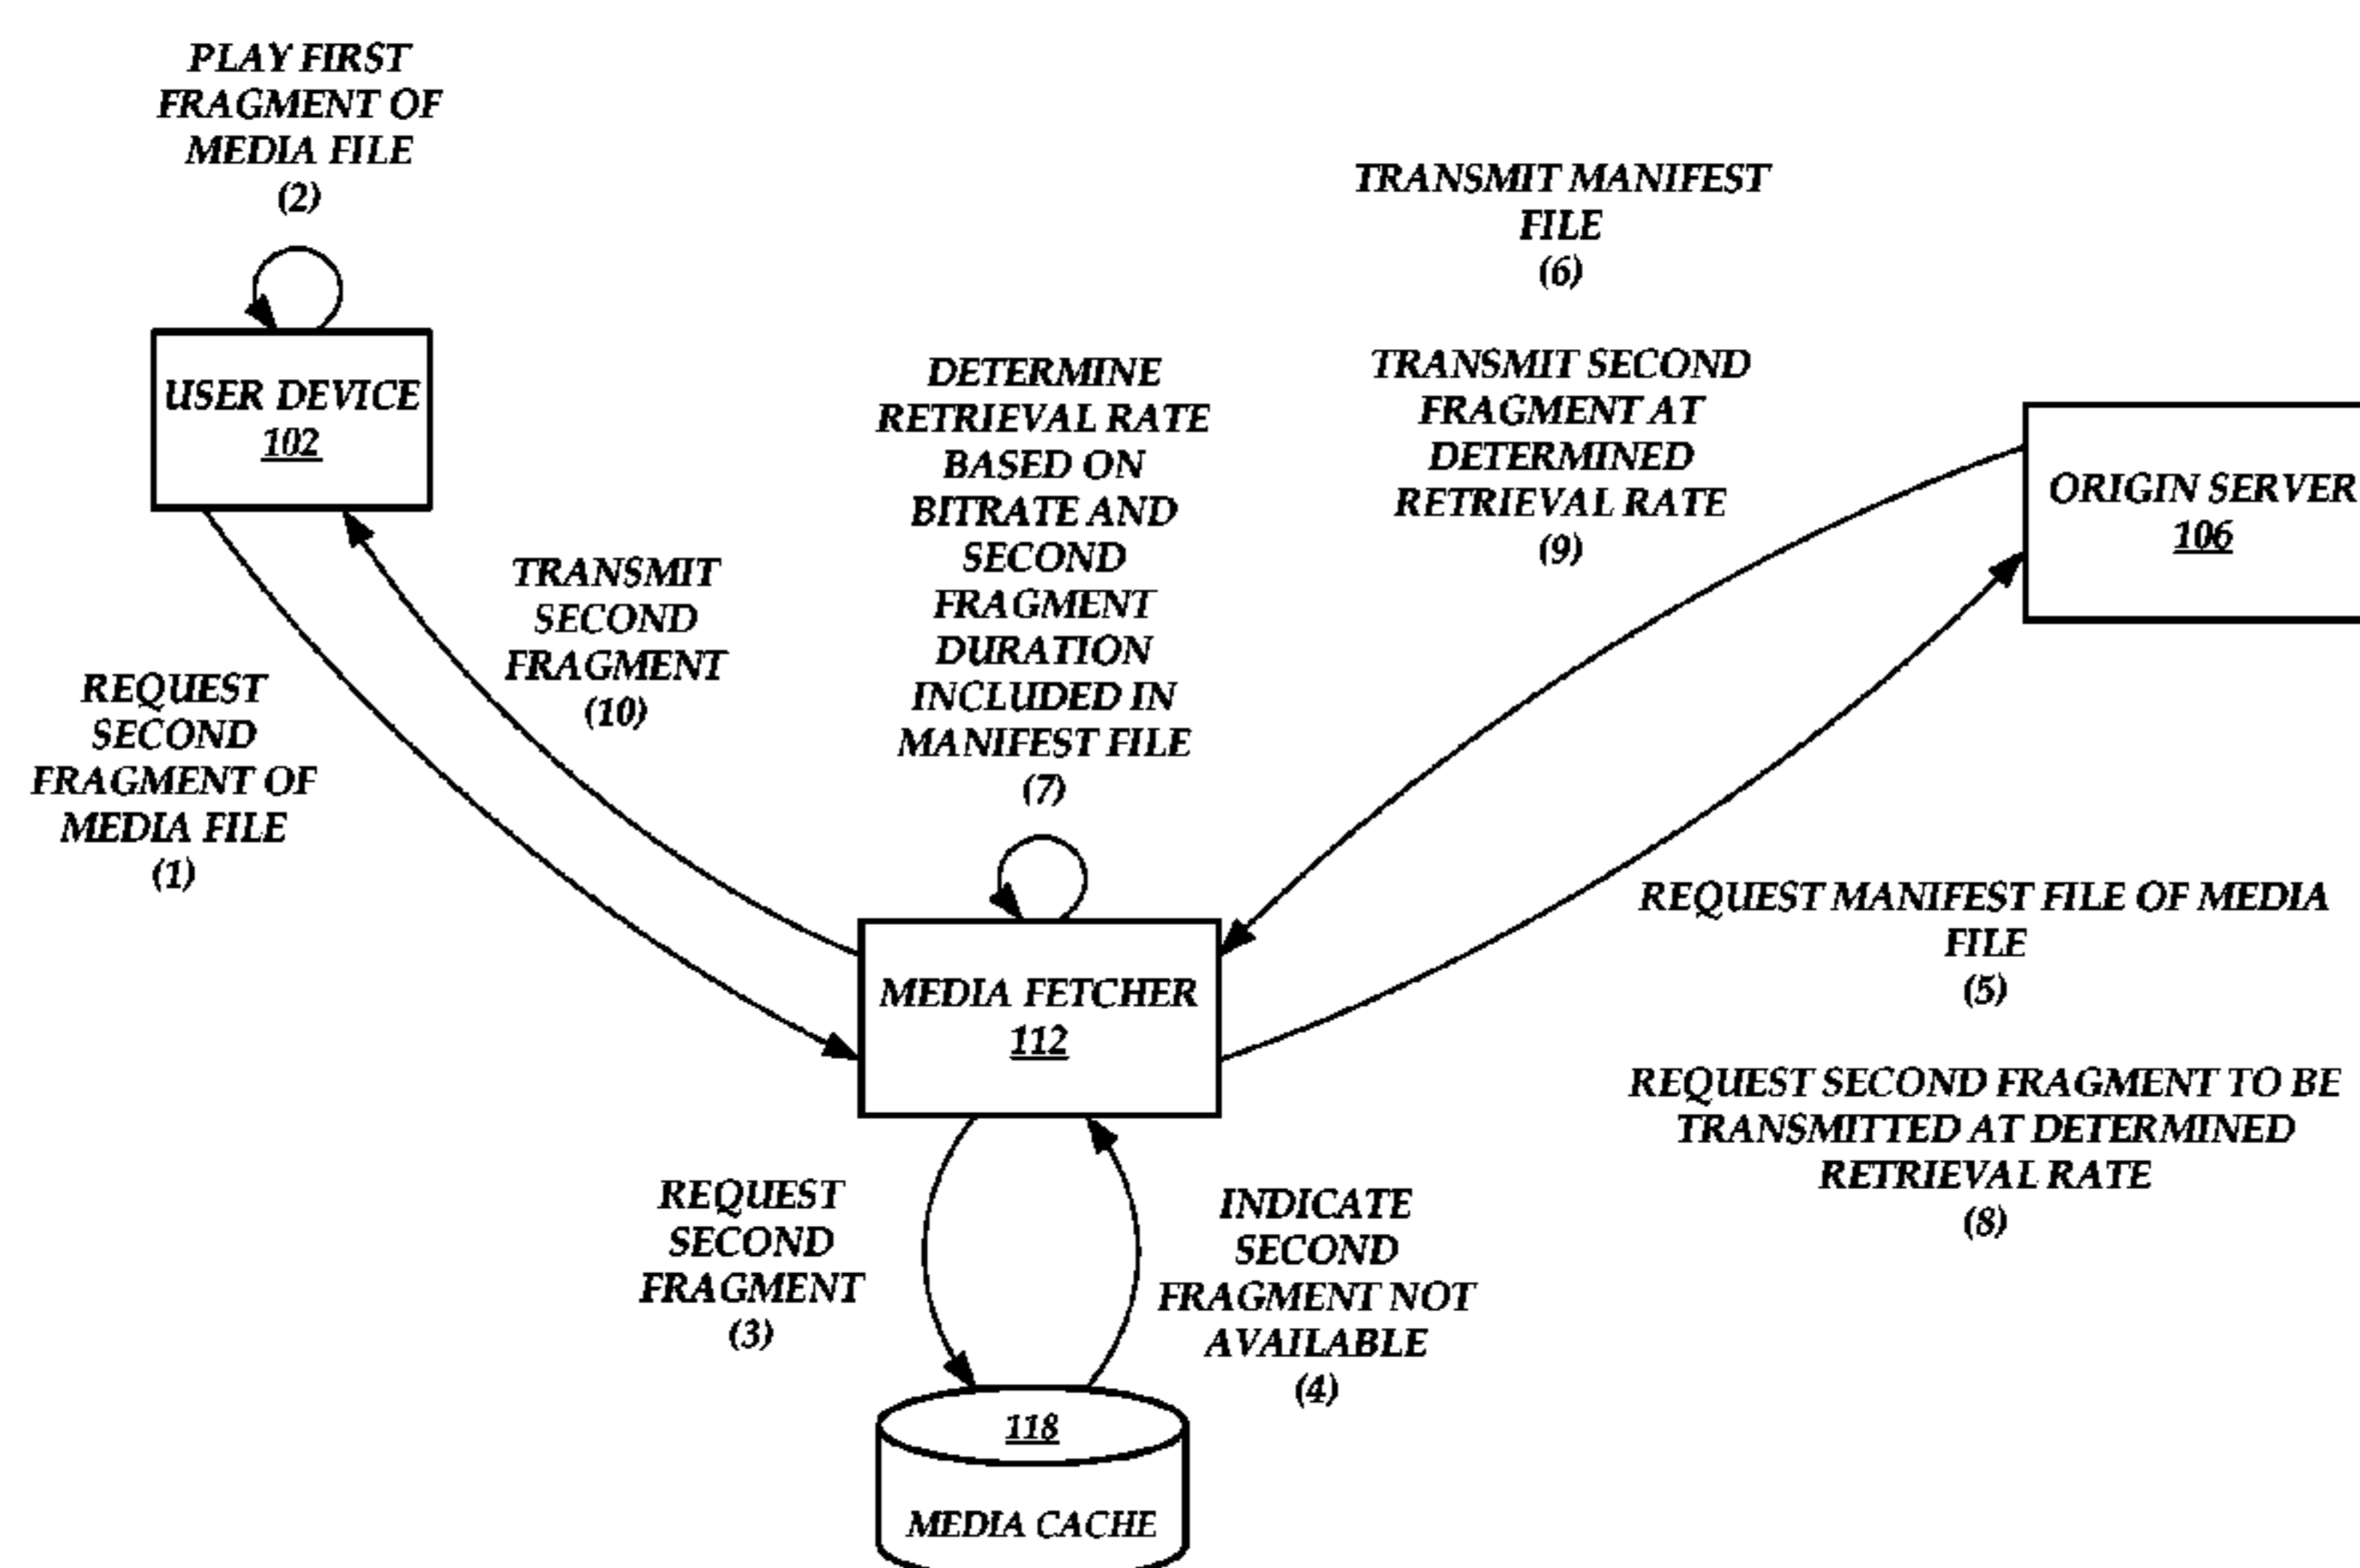 PLAY FIRST
FRAGMENT OF
MEDIA FILE
(2)
USER DEVICE
102
REQUEST
SECOND
FRAGMENT OF
MEDIA FILE
(1)
TRANSMIT
SECOND
FRAGMENT
(10)
DETERMINE
RETRIEVAL RATE
BASED ON
BITRATE AND
SECOND
FRAGMENT
DURATION
INCLUDED IN
MANIFEST FILE
(7)
TRANSMIT MANIFEST
FILE
(6)
TRANSMIT SECOND
FRAGMENT AT
DETERMINED
RETRIEVAL RATE
(9)
ORIGIN SERVER
106
MEDIA FETCHER
112
REQUEST MANIFEST FILE OF MEDIA
FILE
(5)
REQUEST SECOND FRAGMENT TO BE
TRANSMITTED AT DETERMINED
RETRIEVAL RATE
(8)
REQUEST
SECOND
FRAGMENT
(3)
INDICATE
SECOND
FRAGMENT NOT
AVAILABLE
(4)
118
MEDIA CACHE